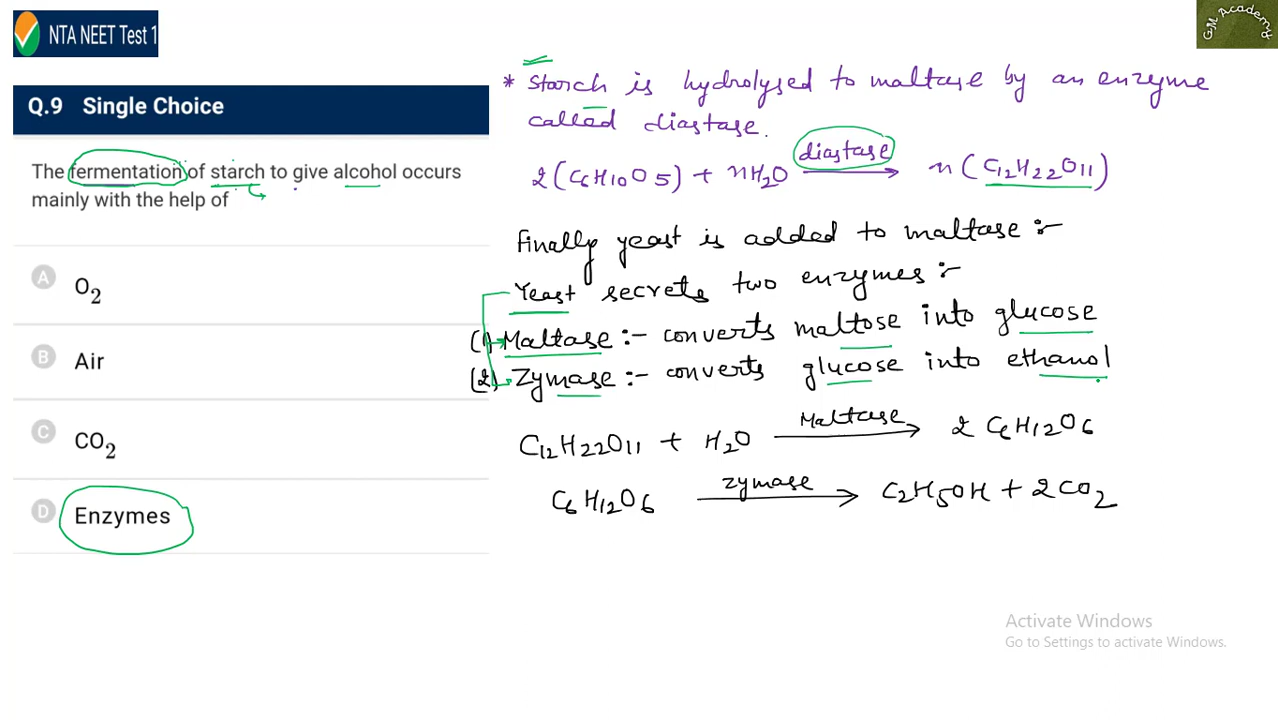 NTA NEET Test 1
GM Academy
Q.9 Single Choice
The fermentation of starch to give alcohol occurs
mainly with the help of
A O2
B Air
C CO2
D Enzymes
* Starch is hydrolysed to maltase by an enzyme
called diastase.
2(C6H10O5) + nH2O diastase → n(C12H22O11)
Finally yeast is added to maltase :-
Yeast secrets two enzymes :-
(1) Maltase :- converts maltose into glucose
(2) Zymase :- converts glucose into ethanol
C12H22O11 + H2O Maltase → 2 C6H12O6
C6H12O6 zymase → C2H5OH + 2CO2
Activate Windows
Go to Settings to activate Windows.